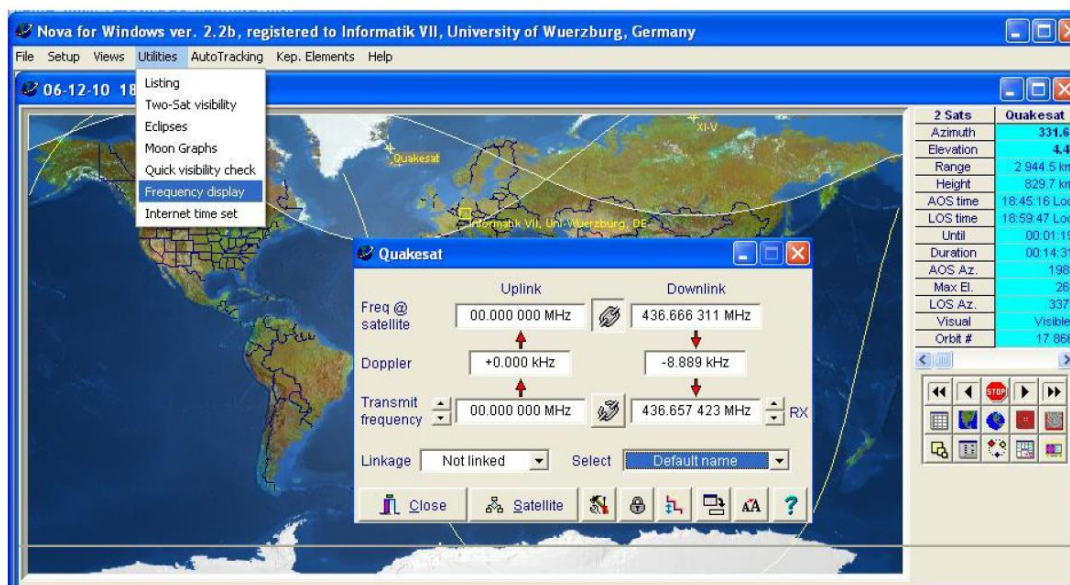 Nova for Windows ver. 2.2b, registered to Informatik VII, University of Wuerzburg, Germany
File Setup Views Utilities AutoTracking Kep. Elements Help
06-12-10 18
Listing
Two-Sat visibility
Eclipses
Moon Graphs
Quick visibility check
Frequency display
Internet time set
Quakesat
XI-V
Informatik VII, Uni-Wuerzburg, DE
2 Sats Quakesat
Azimuth 331.6
Elevation 4.4
Range 2 944.5 km
Height 829.7 km
AOS time 18:45:16 Loc
LOS time 18:59:47 Loc
Until 00:01:19
Duration 00:14:31
AOS Az. 198
Max El. 26
LOS Az. 337
Visual Visible
Orbit # 17 866
STOP
Quakesat
Uplink Downlink
Freq @
satellite 00.000 000 MHz 436.666 311 MHz
Doppler +0.000 kHz -8.889 kHz
Transmit
frequency 00.000 000 MHz 436.657 423 MHz RX
Linkage Not linked Select Default name
Close Satellite AA ?